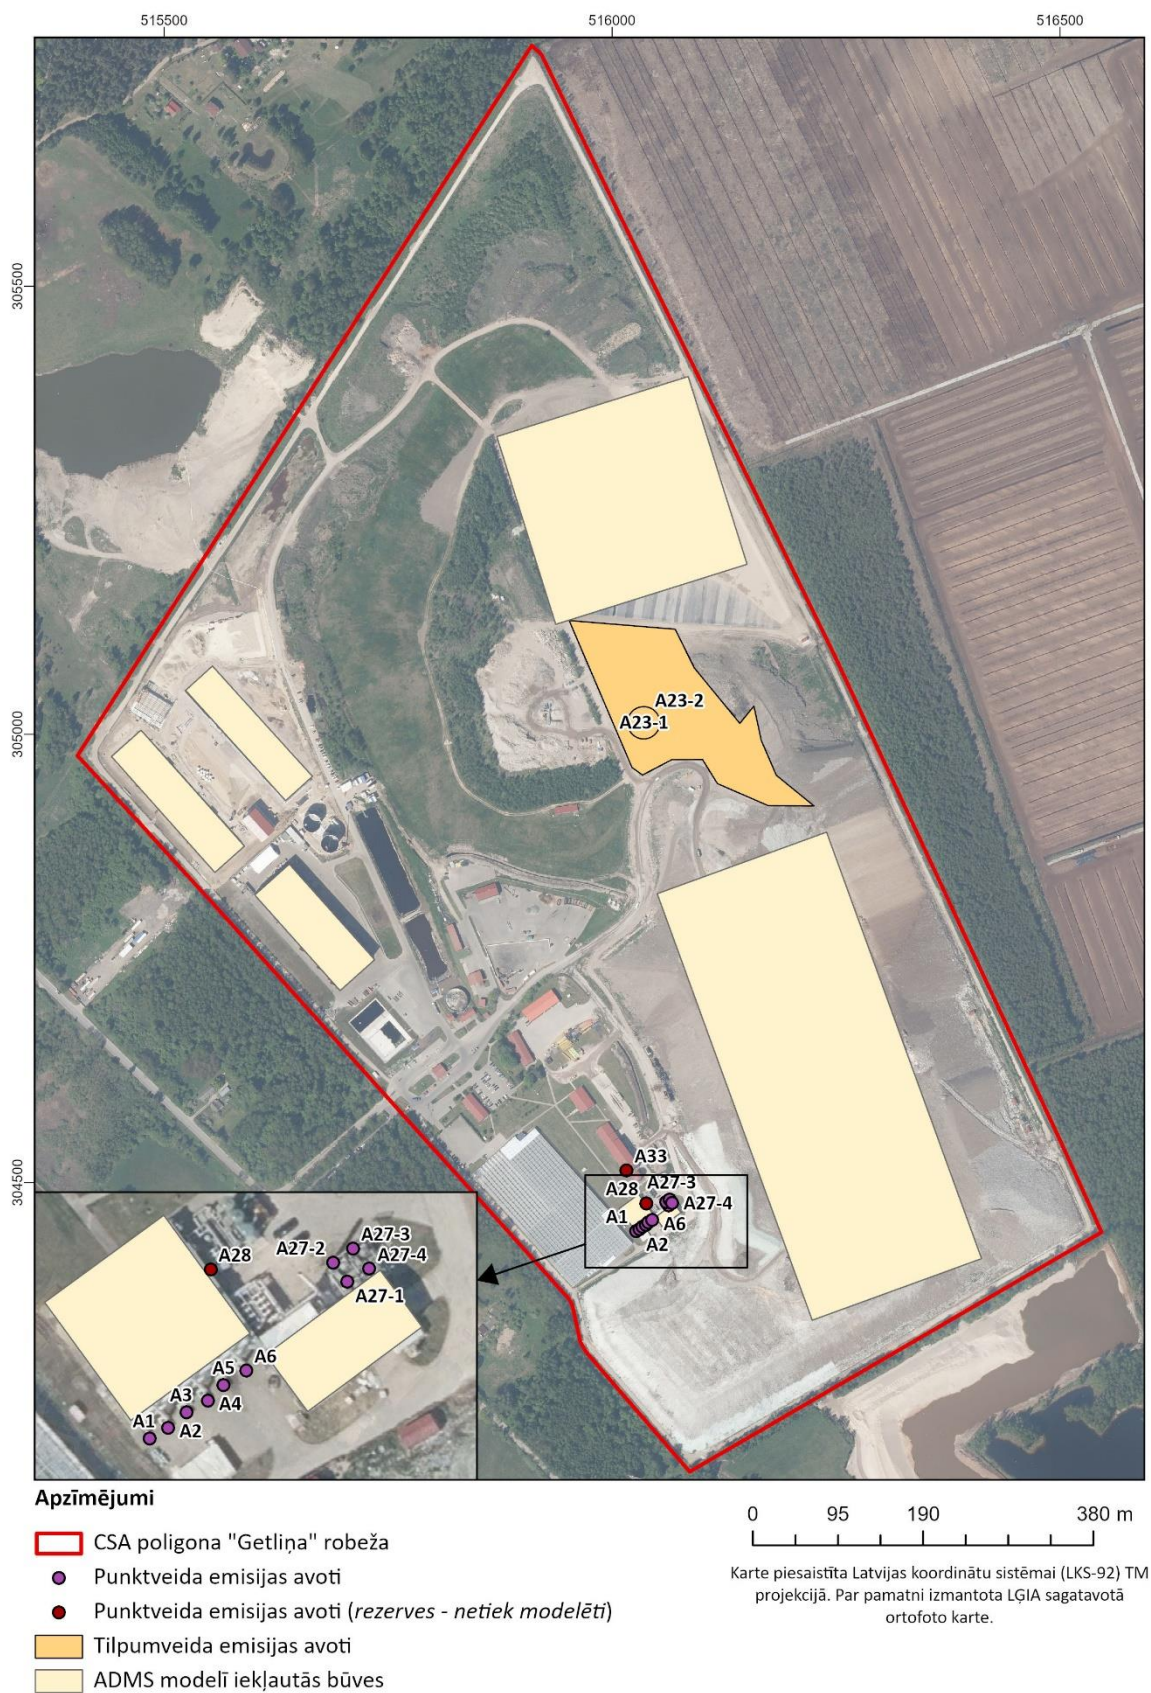 515500
516000
516500
305500
305000
304500
A23-2
A23-1
A33
A27-3
A28
A27-4
A1
A6
A2
A27-3
A27-2
A27-4
A28
A27-1
A6
A5
A3
A4
A1
A2
Apzīmējumi
CSA poligona "Getliņa" robeža
Punktveida emisijas avoti
Punktveida emisijas avoti (rezerves - netiek modelēti)
Tilpumveida emisijas avoti
ADMS modelī iekļautās būves
0 95 190 380 m
Karte piesaistīta Latvijas koordinātu sistēmai (LKS-92) TM
projekcijā. Par pamatni izmantota LĢIA sagatavotā
ortofoto karte.